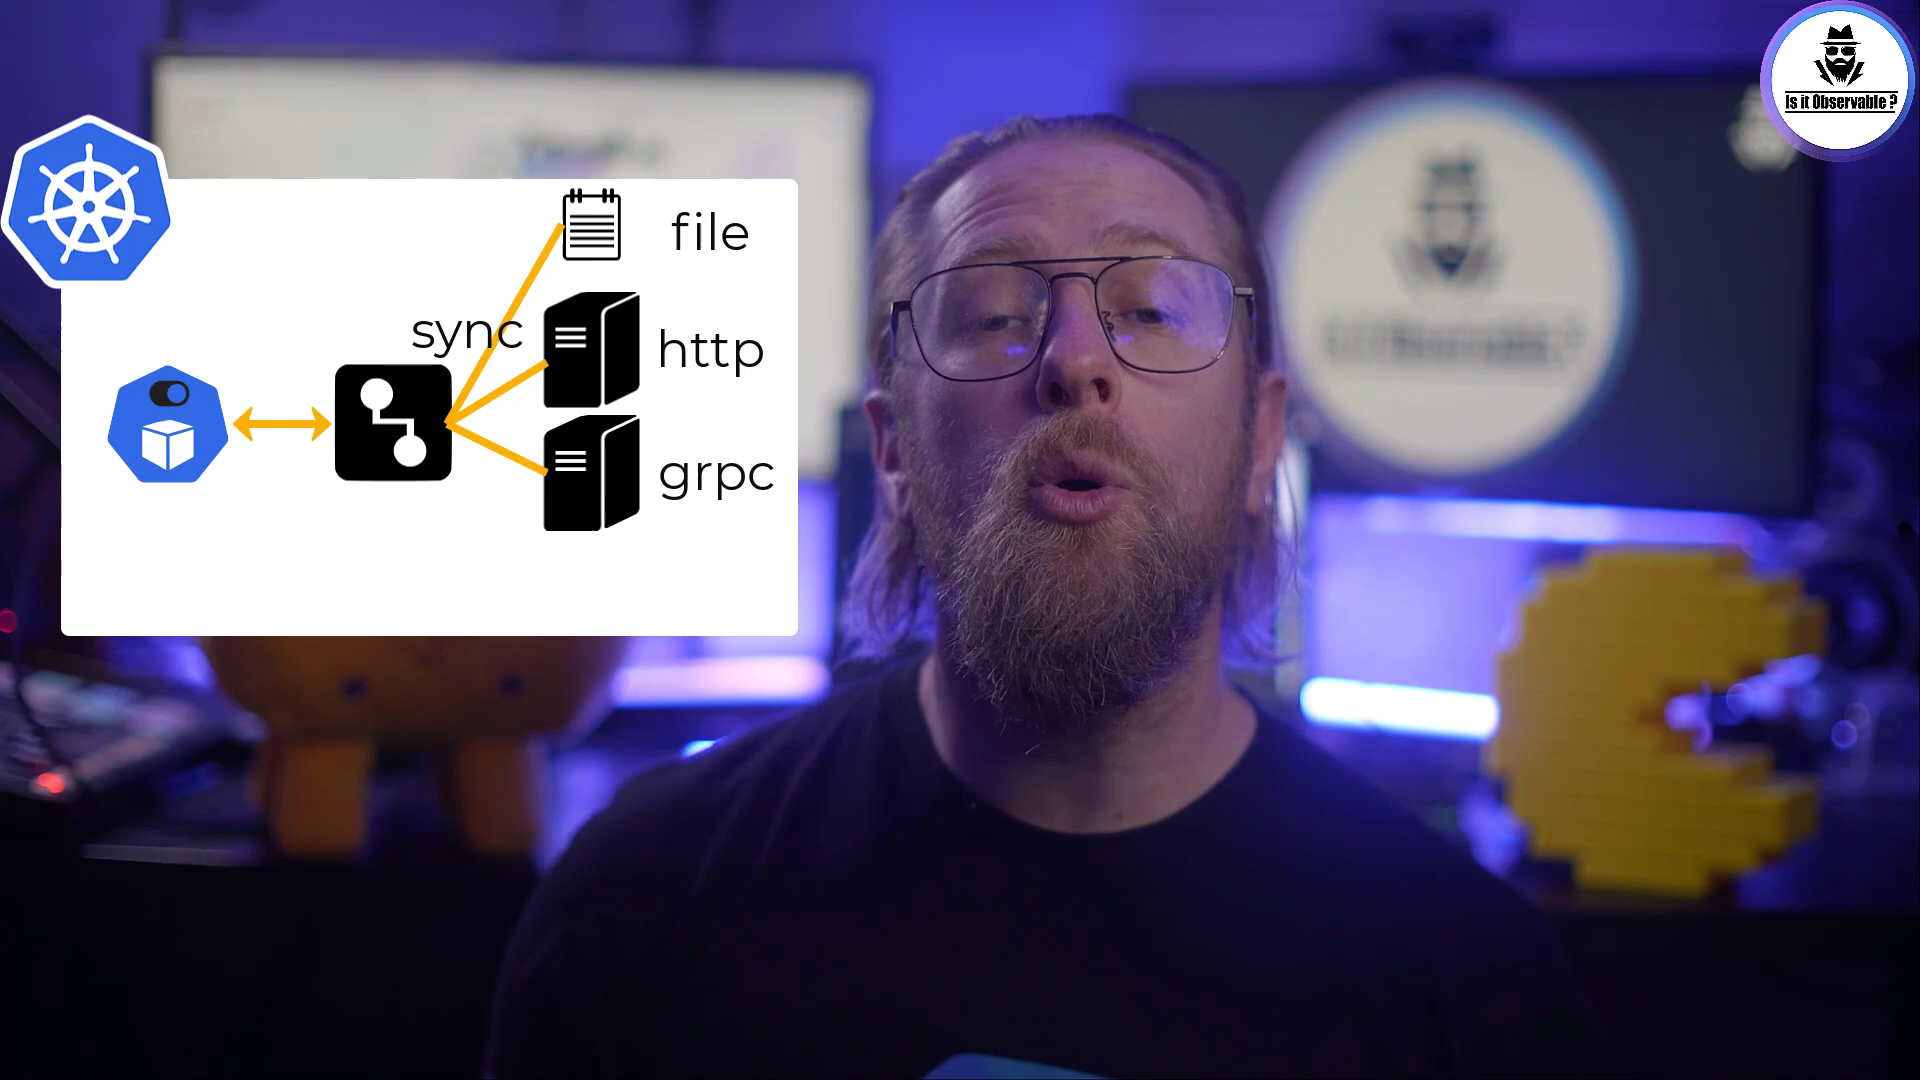 file
sync
http
grpc
Is it Observable ?